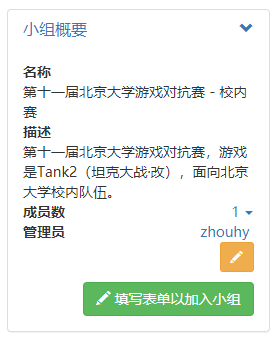 小组概要
名称
第十一届北京大学游戏对抗赛 - 校内
赛
描述
第十一届北京大学游戏对抗赛，游戏
是Tank2（坦克大战·改），面向北京
大学校内队伍。
成员数 1
管理员 zhouhy
填写表单以加入小组